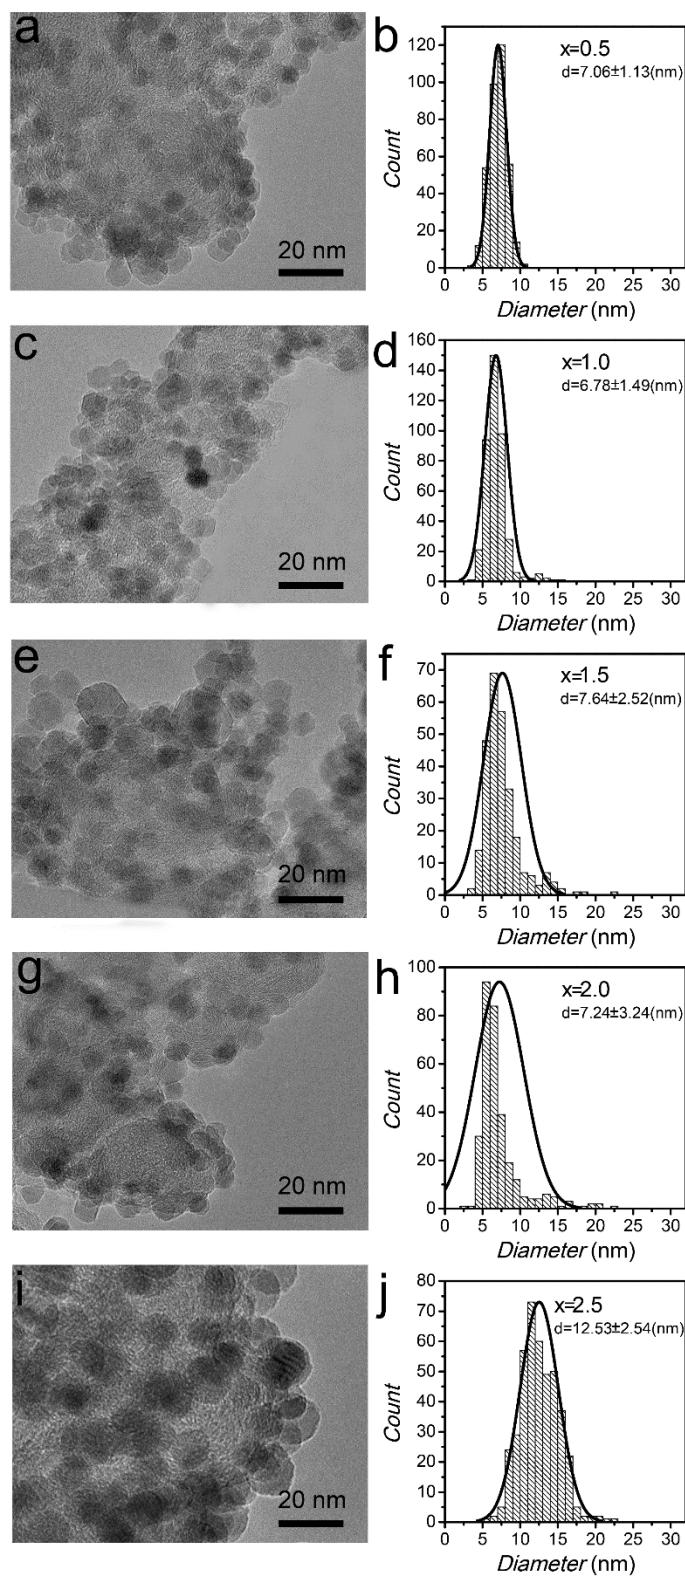 a
20 nm
b
x=0.5
d=7.06±1.13(nm)
Count
120
100
80
60
40
20
0
0 5 10 15 20 25 30
Diameter (nm)
c
20 nm
d
x=1.0
d=6.78±1.49(nm)
Count
160
140
120
100
80
60
40
20
0
0 5 10 15 20 25 30
Diameter (nm)
e
20 nm
f
x=1.5
d=7.64±2.52(nm)
Count
70
60
50
40
30
20
10
0
0 5 10 15 20 25 30
Diameter (nm)
g
20 nm
h
x=2.0
d=7.24±3.24(nm)
Count
100
80
60
40
20
0
0 5 10 15 20 25 30
Diameter (nm)
i
20 nm
j
x=2.5
d=12.53±2.54(nm)
Count
80
70
60
50
40
30
20
10
0
0 5 10 15 20 25 30
Diameter (nm)